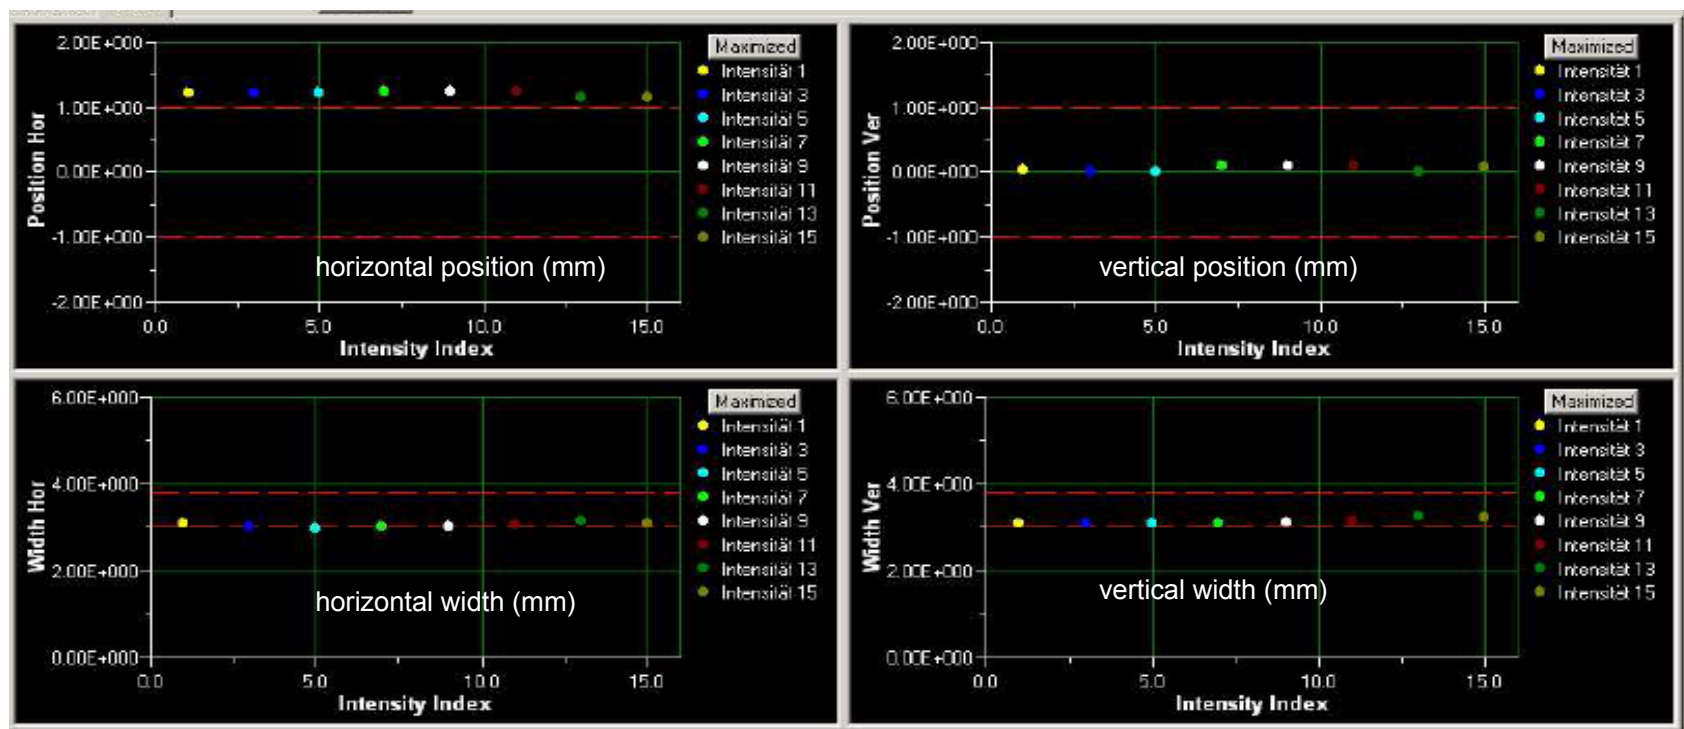 2.00E+000
1.00E+000
0.00E+000
-1.00E+000
-2.00E+000
Position Hor
0.0 5.0 10.0 15.0
Intensity Index
horizontal position (mm)
Maximized
Intensität 1
Intensität 3
Intensität 5
Intensität 7
Intensität 9
Intensität 11
Intensität 13
Intensität 15
2.00E+000
1.00E+000
0.00E+000
-1.00E+000
-2.00E+000
Position Ver
0.0 5.0 10.0 15.0
Intensity Index
vertical position (mm)
Maximized
Intensität 1
Intensität 3
Intensität 5
Intensität 7
Intensität 9
Intensität 11
Intensität 13
Intensität 15
6.00E+000
4.00E+000
2.00E+000
0.00E+000
Width Hor
0.0 5.0 10.0 15.0
Intensity Index
horizontal width (mm)
Maximized
Intensität 1
Intensität 3
Intensität 5
Intensität 7
Intensität 9
Intensität 11
Intensität 13
Intensität 15
6.00E+000
4.00E+000
2.00E+000
0.00E+000
Width Ver
0.0 5.0 10.0 15.0
Intensity Index
vertical width (mm)
Maximized
Intensität 1
Intensität 3
Intensität 5
Intensität 7
Intensität 9
Intensität 11
Intensität 13
Intensität 15